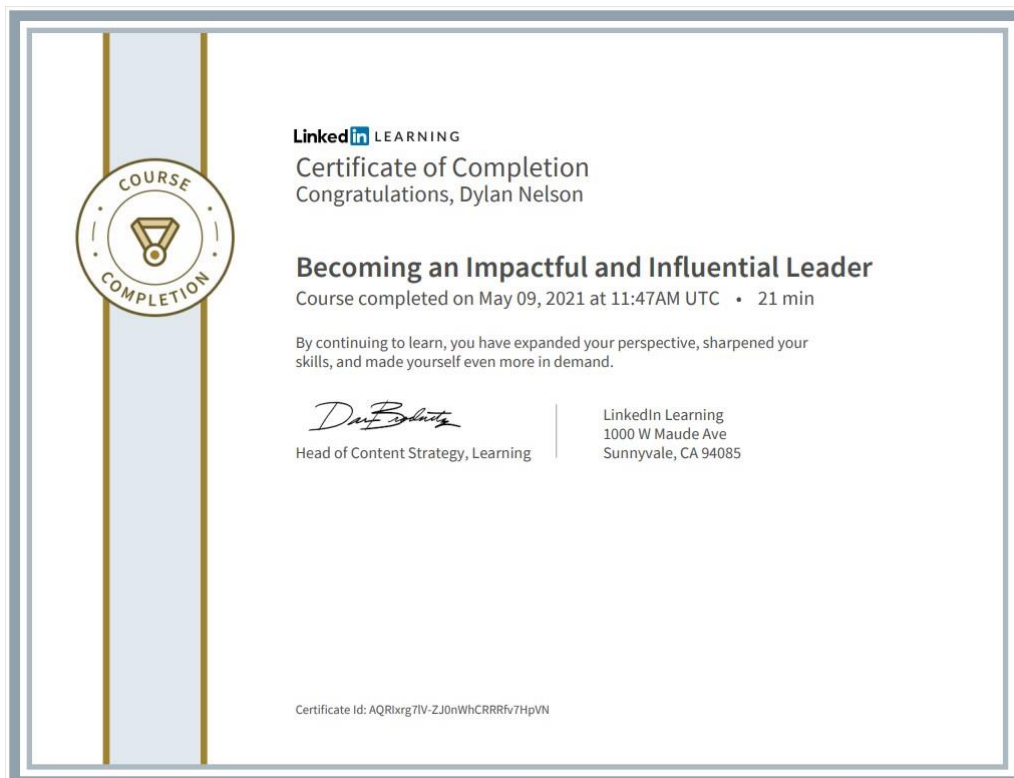 COURSE
COMPLETION
Linked in LEARNING
Certificate of Completion
Congratulations, Dylan Nelson
Becoming an Impactful and Influential Leader
Course completed on May 09, 2021 at 11:47AM UTC • 21 min
By continuing to learn, you have expanded your perspective, sharpened your
skills, and made yourself even more in demand.
Head of Content Strategy, Learning
LinkedIn Learning
1000 W Maude Ave
Sunnyvale, CA 94085
Certificate Id: AQRIxrg7lV-ZJ0nWhCRRRfv7HpVN